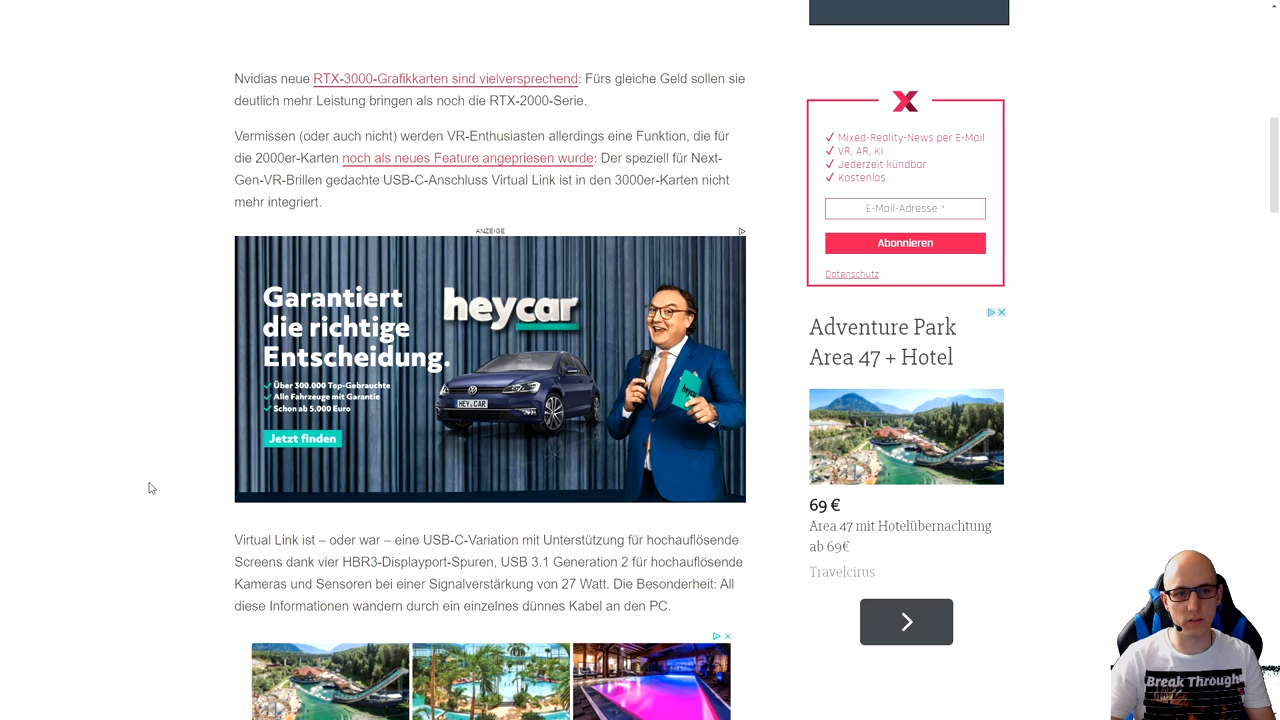 Nvidias neue RTX-3000-Grafikkarten sind vielversprechend: Fürs gleiche Geld sollen sie
deutlich mehr Leistung bringen als noch die RTX-2000-Serie.
Vermissen (oder auch nicht) werden VR-Enthusiasten allerdings eine Funktion, die für
die 2000er-Karten noch als neues Feature angepriesen wurde: Der speziell für Next-
Gen-VR-Brillen gedachte USB-C-Anschluss Virtual Link ist in den 3000er-Karten nicht
mehr integriert.
ANZEIGE
Garantiert
die richtige
Entscheidung.
✓ Über 300.000 Top-Gebrauchte
✓ Alle Fahrzeuge mit Garantie
✓ Schon ab 5.000 Euro
Jetzt finden
heycar
HEY.CAR
heycar
Virtual Link ist – oder war – eine USB-C-Variation mit Unterstützung für hochauflösende
Screens dank vier HBR3-Displayport-Spuren, USB 3.1 Generation 2 für hochauflösende
Kameras und Sensoren bei einer Signalverstärkung von 27 Watt. Die Besonderheit: All
diese Informationen wandern durch ein einzelnes dünnes Kabel an den PC.
✓ Mixed-Reality-News per E-Mail
✓ VR, AR, KI
✓ Jederzeit kündbar
✓ Kostenlos
E-Mail-Adresse *
Abonnieren
Datenschutz
Adventure Park
Area 47 + Hotel
69 €
Area 47 mit Hotelübernachtung
ab 69€
Travelcirus
Break Through